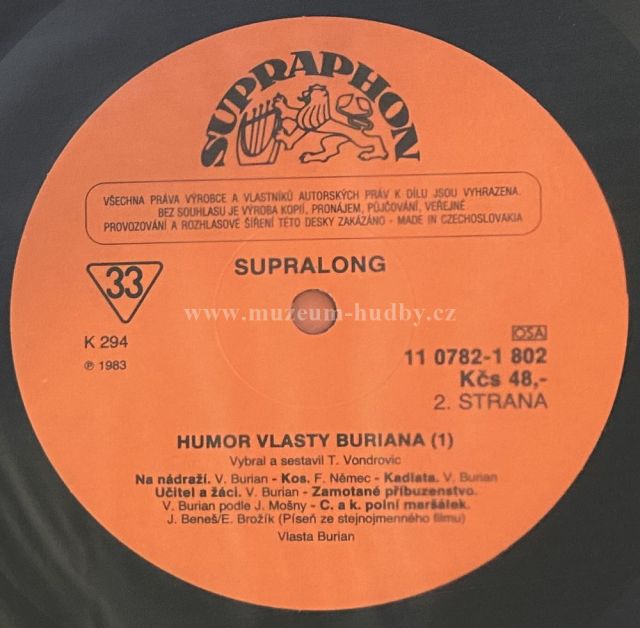 SUPRAPHON
VŠECHNA PRÁVA VÝROBCE A VLASTNÍKŮ AUTORSKÝCH PRÁV K DÍLU JSOU VYHRAZENA.
BEZ SOUHLASU JE VÝROBA KOPIÍ, PRONÁJEM, PŮJČOVÁNÍ, VEŘEJNÉ
PROVOZOVÁNÍ A ROZHLASOVÉ ŠÍŘENÍ TÉTO DESKY ZAKÁZÁNO - MADE IN CZECHOSLOVAKIA
33
SUPRALONG
www.muzeum-hudby.cz
K 294
℗ 1983
OSA
11 0782-1 802
Kčs 48,-
2. STRANA
HUMOR VLASTY BURIANA (1)
Vybral a sestavil T. Vondrovic
Na nádraží. V. Burian - Kos. F. Němec - Kadlata. V. Burian
Učitel a žáci. V. Burian - Zamotané příbuzenstvo.
V. Burian podle J. Mošny - C. a k. polní maršálek.
J. Beneš/E. Brožík (Píseň ze stejnojmenného filmu)
Vlasta Burian